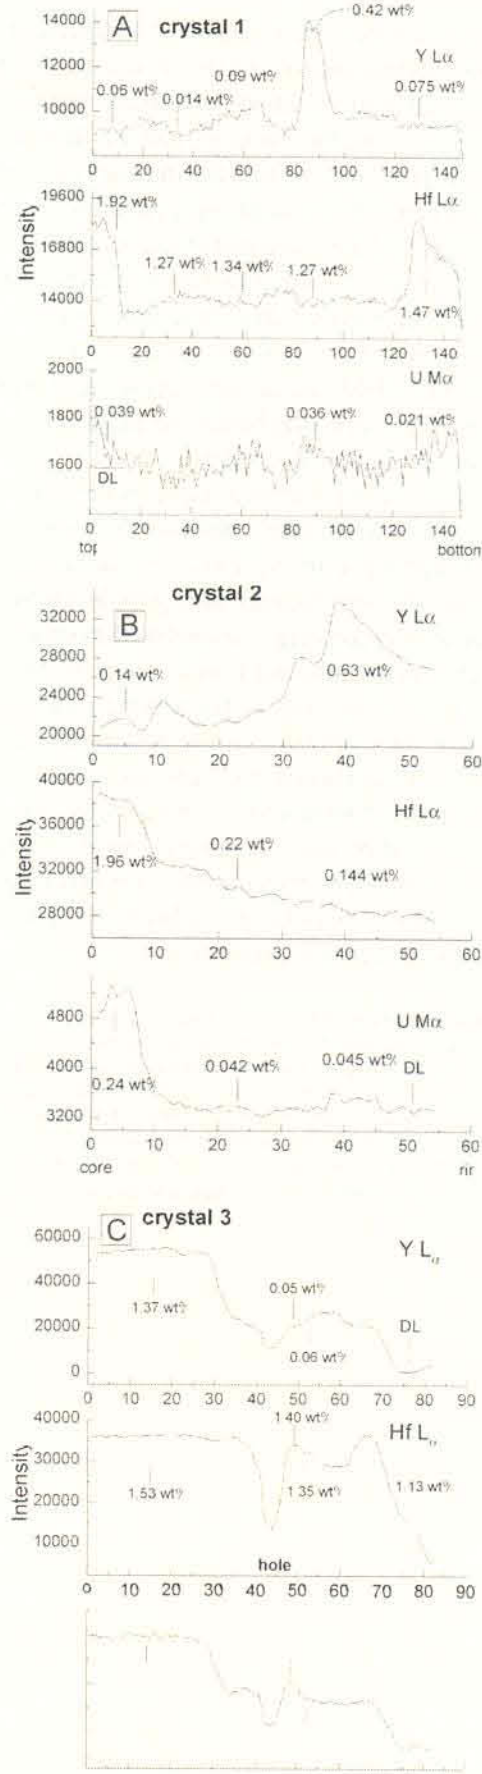 A crystal 1
14000
12000
10000
0.42 wt%
Y Lα
0.06 wt%
0.014 wt%
0.09 wt%
0.075 wt%
0 20 40 60 80 100 120 140
Intensity
19600
16800
14000
Hf Lα
1.92 wt%
1.27 wt%
1.34 wt%
1.27 wt%
1.47 wt%
0 20 40 60 80 100 120 140
2000
1800
1600
U Mα
0.039 wt%
0.036 wt%
0.021 wt%
DL
0 20 40 60 80 100 120 140
top bottom
crystal 2
B
32000
28000
24000
20000
Y Lα
0.14 wt%
0.63 wt%
0 10 20 30 40 50 60
Intensity
40000
36000
32000
28000
Hf Lα
1.96 wt%
0.22 wt%
0.144 wt%
0 10 20 30 40 50 60
4800
4000
3200
U Mα
0.24 wt%
0.042 wt%
0.045 wt% DL
0 10 20 30 40 50 60
core
C crystal 3
60000
40000
20000
0
Y Lα
1.37 wt%
0.05 wt%
0.06 wt%
DL
0 10 20 30 40 50 60 70 80 90
Intensity
40000
30000
20000
10000
Hf Lα
1.53 wt%
1.40 wt%
1.35 wt%
1.13 wt%
hole
0 10 20 30 40 50 60 70 80 90